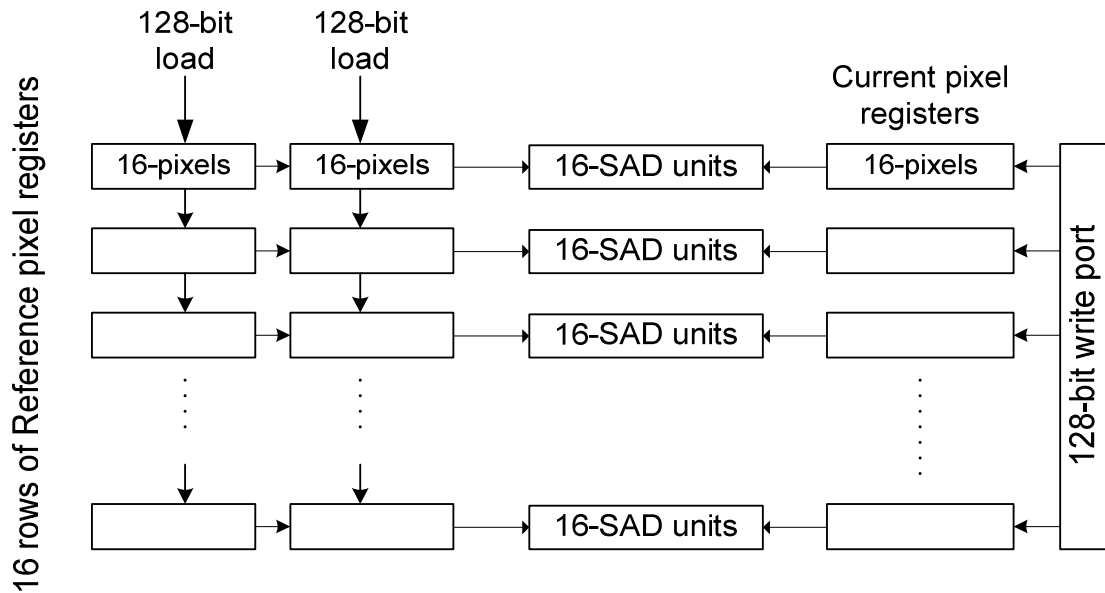 128-bit
load
128-bit
load
Current pixel
registers
16 rows of Reference pixel registers
16-pixels
16-pixels
16-SAD units
16-pixels
16-SAD units
16-SAD units
16-SAD units
128-bit write port